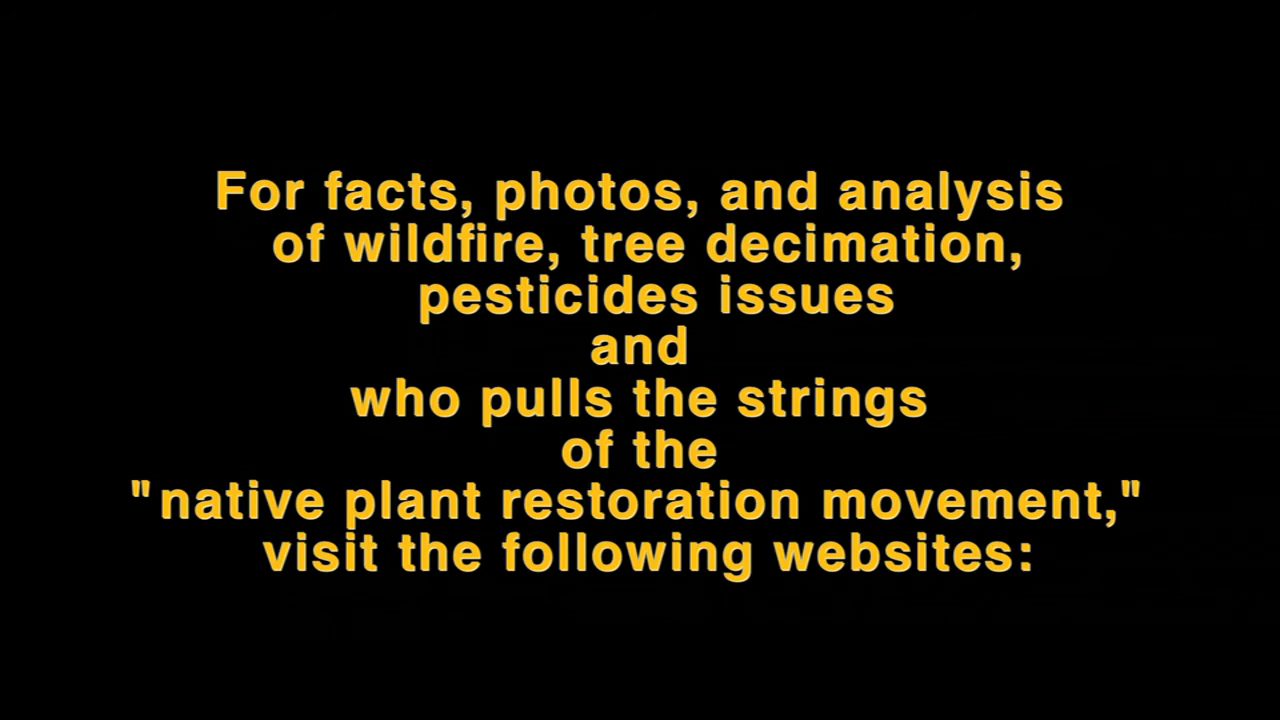 For facts, photos, and analysis
of wildfire, tree decimation,
pesticides issues
and
who pulls the strings
of the
"native plant restoration movement,"
visit the following websites: